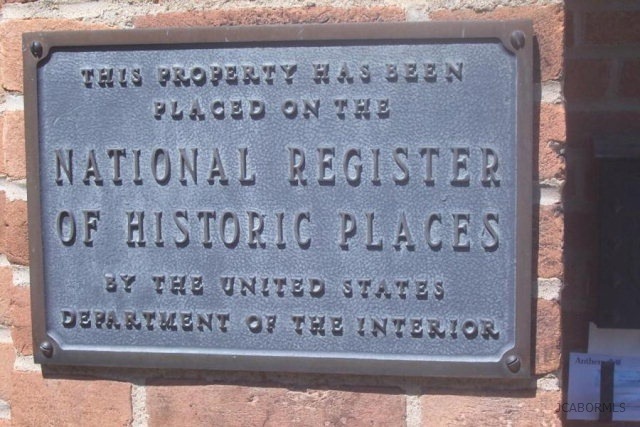 THIS PROPERTY HAS BEEN
PLACED ON THE
NATIONAL REGISTER
OF HISTORIC PLACES
BY THE UNITED STATES
DEPARTMENT OF THE INTERIOR
JCABORMLS